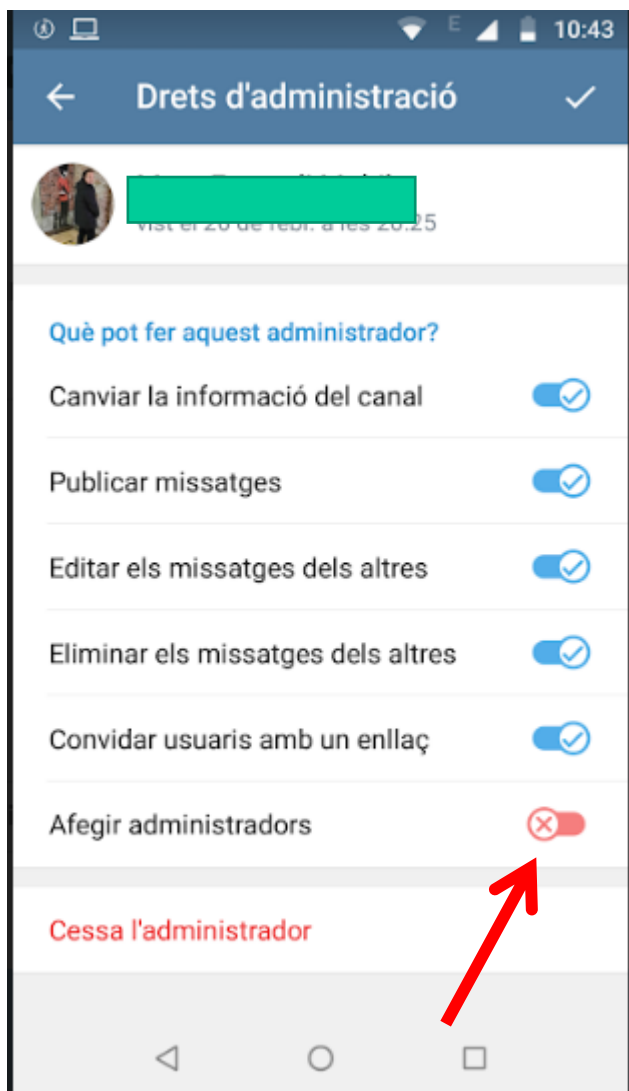 E 10:43
Drets d'administració
Què pot fer aquest administrador?
Canviar la informació del canal
Publicar missatges
Editar els missatges dels altres
Eliminar els missatges dels altres
Convidar usuaris amb un enllaç
Afegir administradors
Cessa l'administrador